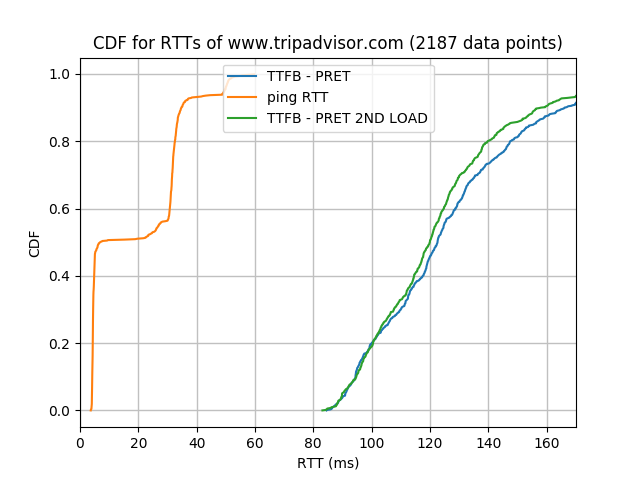 CDF for RTTs of www.tripadvisor.com (2187 data points)
TTFB - PRET
ping RTT
TTFB - PRET 2ND LOAD
CDF
1.0
0.8
0.6
0.4
0.2
0.0
0 20 40 60 80 100 120 140 160
RTT (ms)